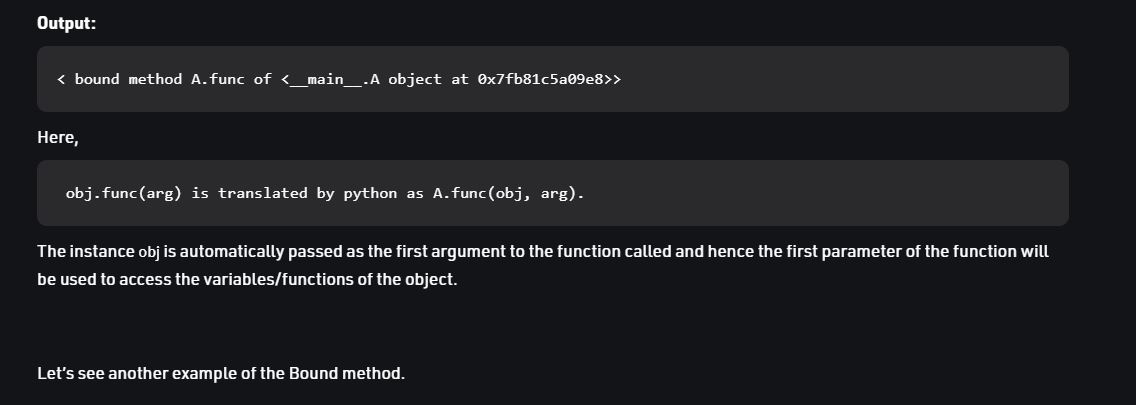 Output:
< bound method A.func of <__main__.A object at 0x7fb81c5a09e8>>
Here,
obj.func(arg) is translated by python as A.func(obj, arg).
The instance obj is automatically passed as the first argument to the function called and hence the first parameter of the function will
be used to access the variables/functions of the object.
Let's see another example of the Bound method.